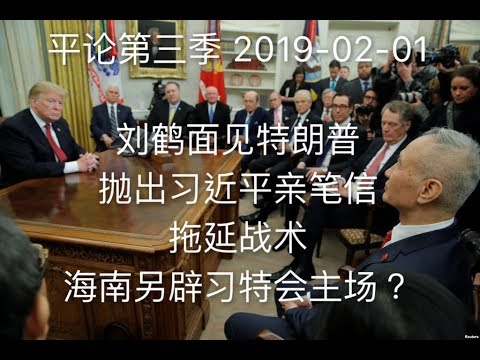 平论第三季 2019-02-01
刘鹤面见特朗普
抛出习近平亲笔信
拖延战术
海南另辟习特会主场？
Reuters